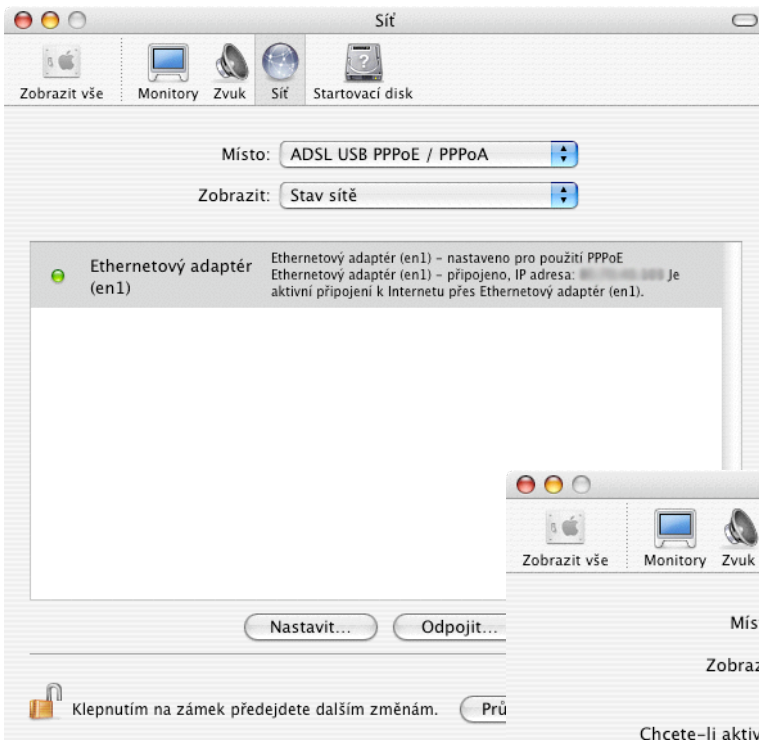 Síť
Zobrazit vše
Monitory
Zvuk
Síť
Startovací disk
Místo: ADSL USB PPPoE / PPPoA
Zobrazit: Stav sítě
Ethernetový adaptér
(en1)
Ethernetový adaptér (en1) – nastaveno pro použití PPPoE
Ethernetový adaptér (en1) – připojeno, IP adresa: Je
aktivní připojení k Internetu přes Ethernetový adaptér (en1).
Nastavit...
Odpojit...
Klepnutím na zámek předejdete dalším změnám.
Prů
Zobrazit vše
Monitory
Zvuk
Mís
Zobraz
Chcete-li aktiv